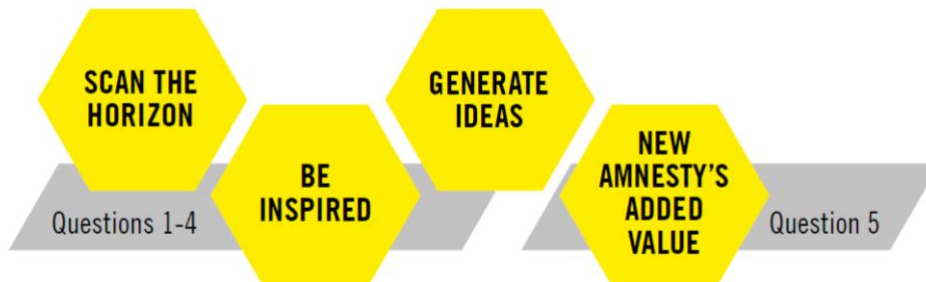 SCAN THE
HORIZON
Questions 1-4
BE
INSPIRED
GENERATE
IDEAS
NEW
AMNESTY'S
ADDED
VALUE
Question 5